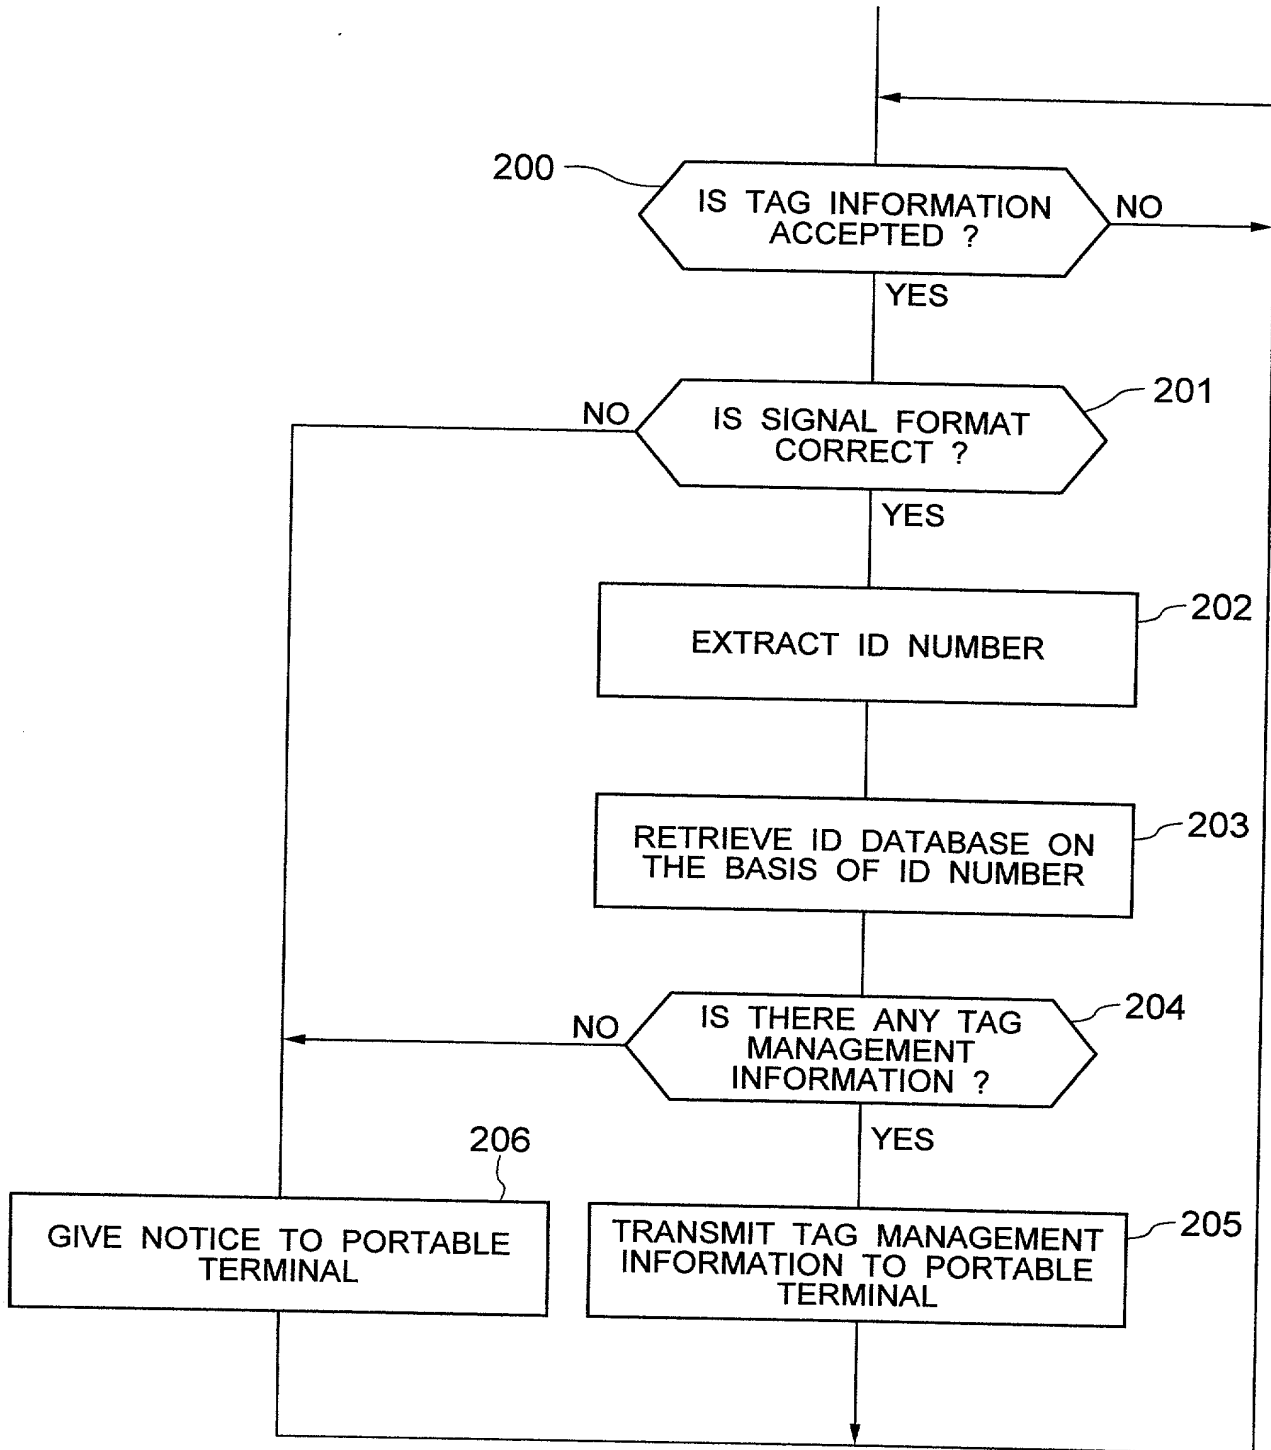 200
IS TAG INFORMATION
ACCEPTED ?
NO
YES
201
NO
IS SIGNAL FORMAT
CORRECT ?
YES
202
EXTRACT ID NUMBER
203
RETRIEVE ID DATABASE ON
THE BASIS OF ID NUMBER
204
NO
IS THERE ANY TAG
MANAGEMENT
INFORMATION ?
YES
206
GIVE NOTICE TO PORTABLE
TERMINAL
205
TRANSMIT TAG MANAGEMENT
INFORMATION TO PORTABLE
TERMINAL